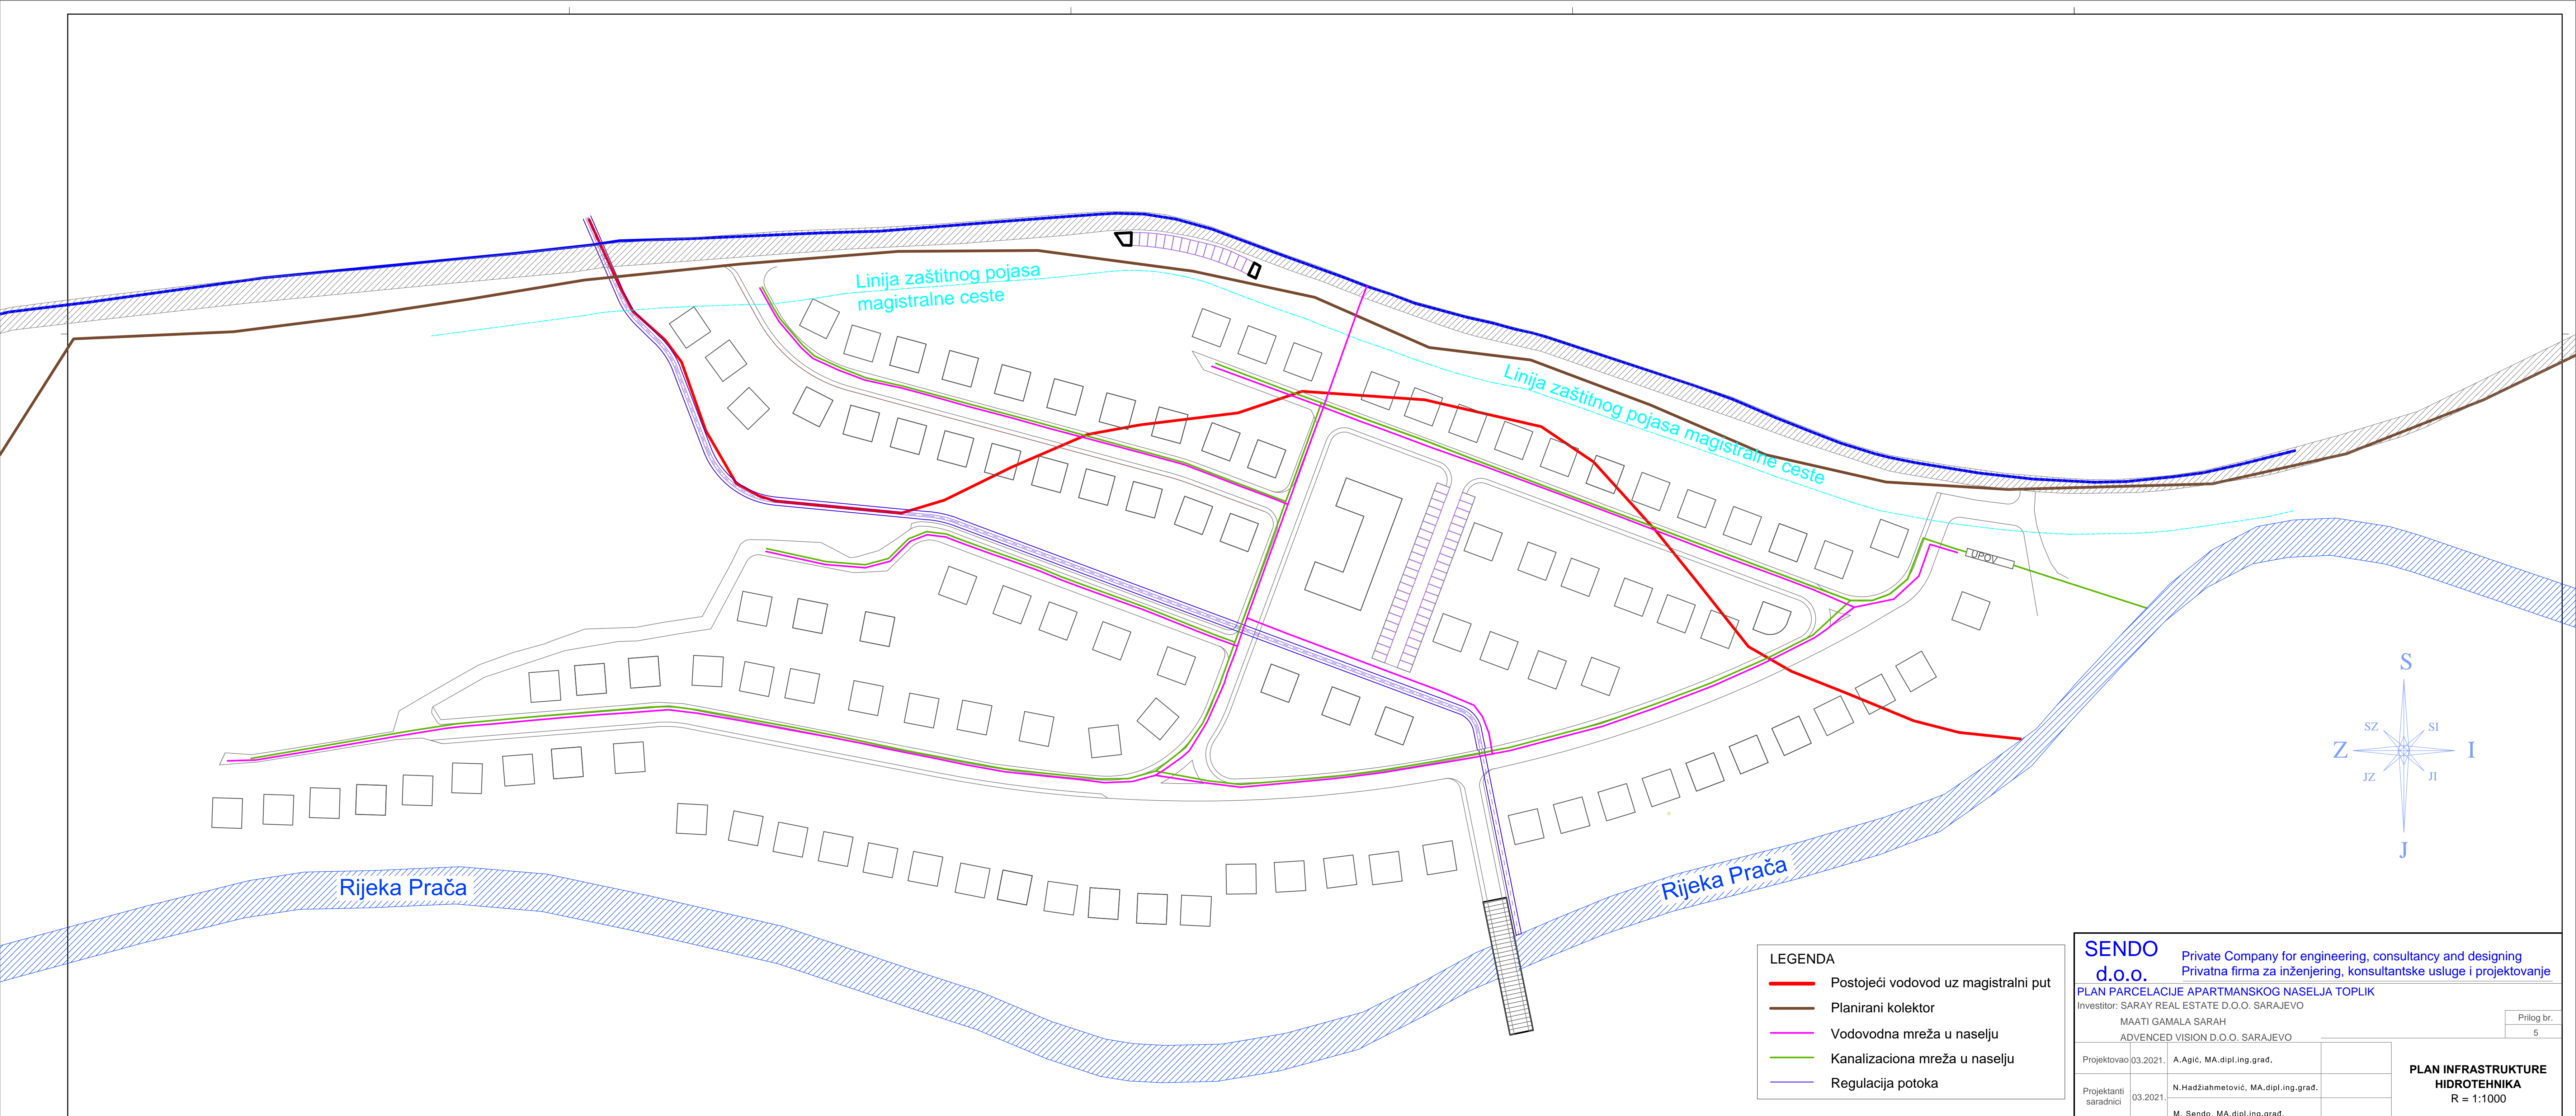 Linija zaštitnog pojasa
magistralne ceste
Linija zaštitnog pojasa magistralne ceste
UPOV
S
SZ
SI
Z
I
JZ
JI
J
Rijeka Prača
Rijeka Prača
LEGENDA
Postojeći vodovod uz magistralni put
Planirani kolektor
Vodovodna mreža u naselju
Kanalizaciona mreža u naselju
Regulacija potoka
SENDO
d.o.o.
Private Company for engineering, consultancy and designing
Privatna firma za inženjering, konsultantske usluge i projektovanje
PLAN PARCELACIJE APARTMANSKOG NASELJA TOPLIK
Investitor: SARAY REAL ESTATE D.O.O. SARAJEVO
MAATI GAMALA SARAH
ADVENCED VISION D.O.O. SARAJEVO
Prilog br.
5
Projektovao 03.2021. A.Agić, MA.dipl.ing.građ.
Projektanti
saradnici
03.2021.
N.Hadžiahmetović, MA.dipl.ing.građ.
M. Sendo, MA.dipl.ing.građ.
PLAN INFRASTRUKTURE
HIDROTEHNIKA
R = 1:1000